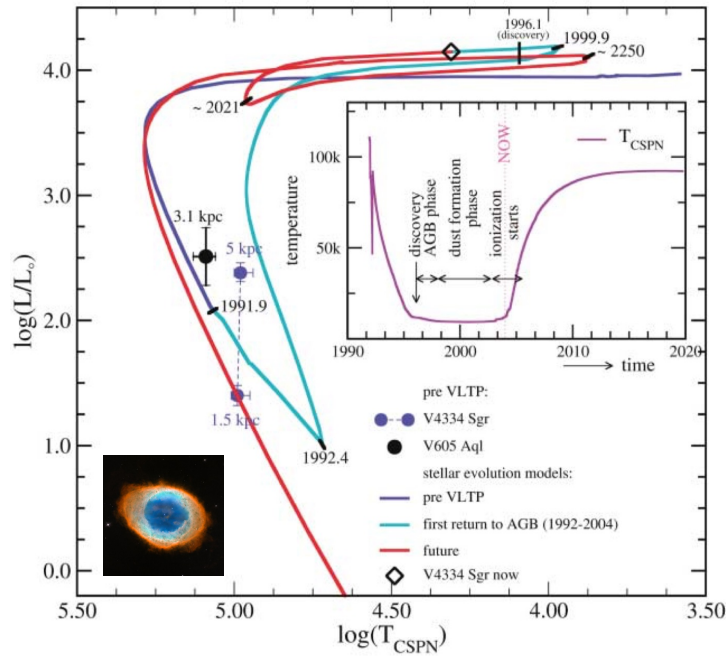 1996.1
(discovery)
1999.9
~ 2250
4.0
~ 2021
3.0
2.0
1.0
0.0
log(L/L○)
3.1 kpc
5 kpc
1991.9
1.5 kpc
1992.4
temperature
100k
50k
T_CSPN
NOW
discovery
AGB phase
dust formation
phase
ionization
starts
1990
2000
2010
2020
time
pre VLTP:
V4334 Sgr
V605 Aql
stellar evolution models:
pre VLTP
first return to AGB (1992-2004)
future
V4334 Sgr now
5.50
5.00
4.50
4.00
3.50
log(T_CSPN)